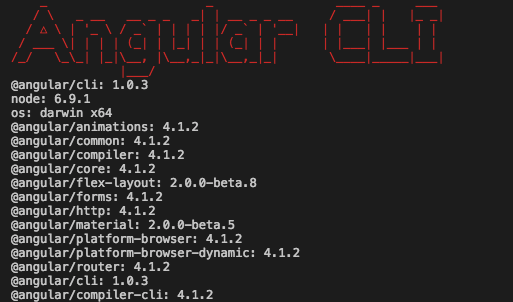 Angular CLI
@angular/cli: 1.0.3
node: 6.9.1
os: darwin x64
@angular/animations: 4.1.2
@angular/common: 4.1.2
@angular/compiler: 4.1.2
@angular/core: 4.1.2
@angular/flex-layout: 2.0.0-beta.8
@angular/forms: 4.1.2
@angular/http: 4.1.2
@angular/material: 2.0.0-beta.5
@angular/platform-browser: 4.1.2
@angular/platform-browser-dynamic: 4.1.2
@angular/router: 4.1.2
@angular/cli: 1.0.3
@angular/compiler-cli: 4.1.2